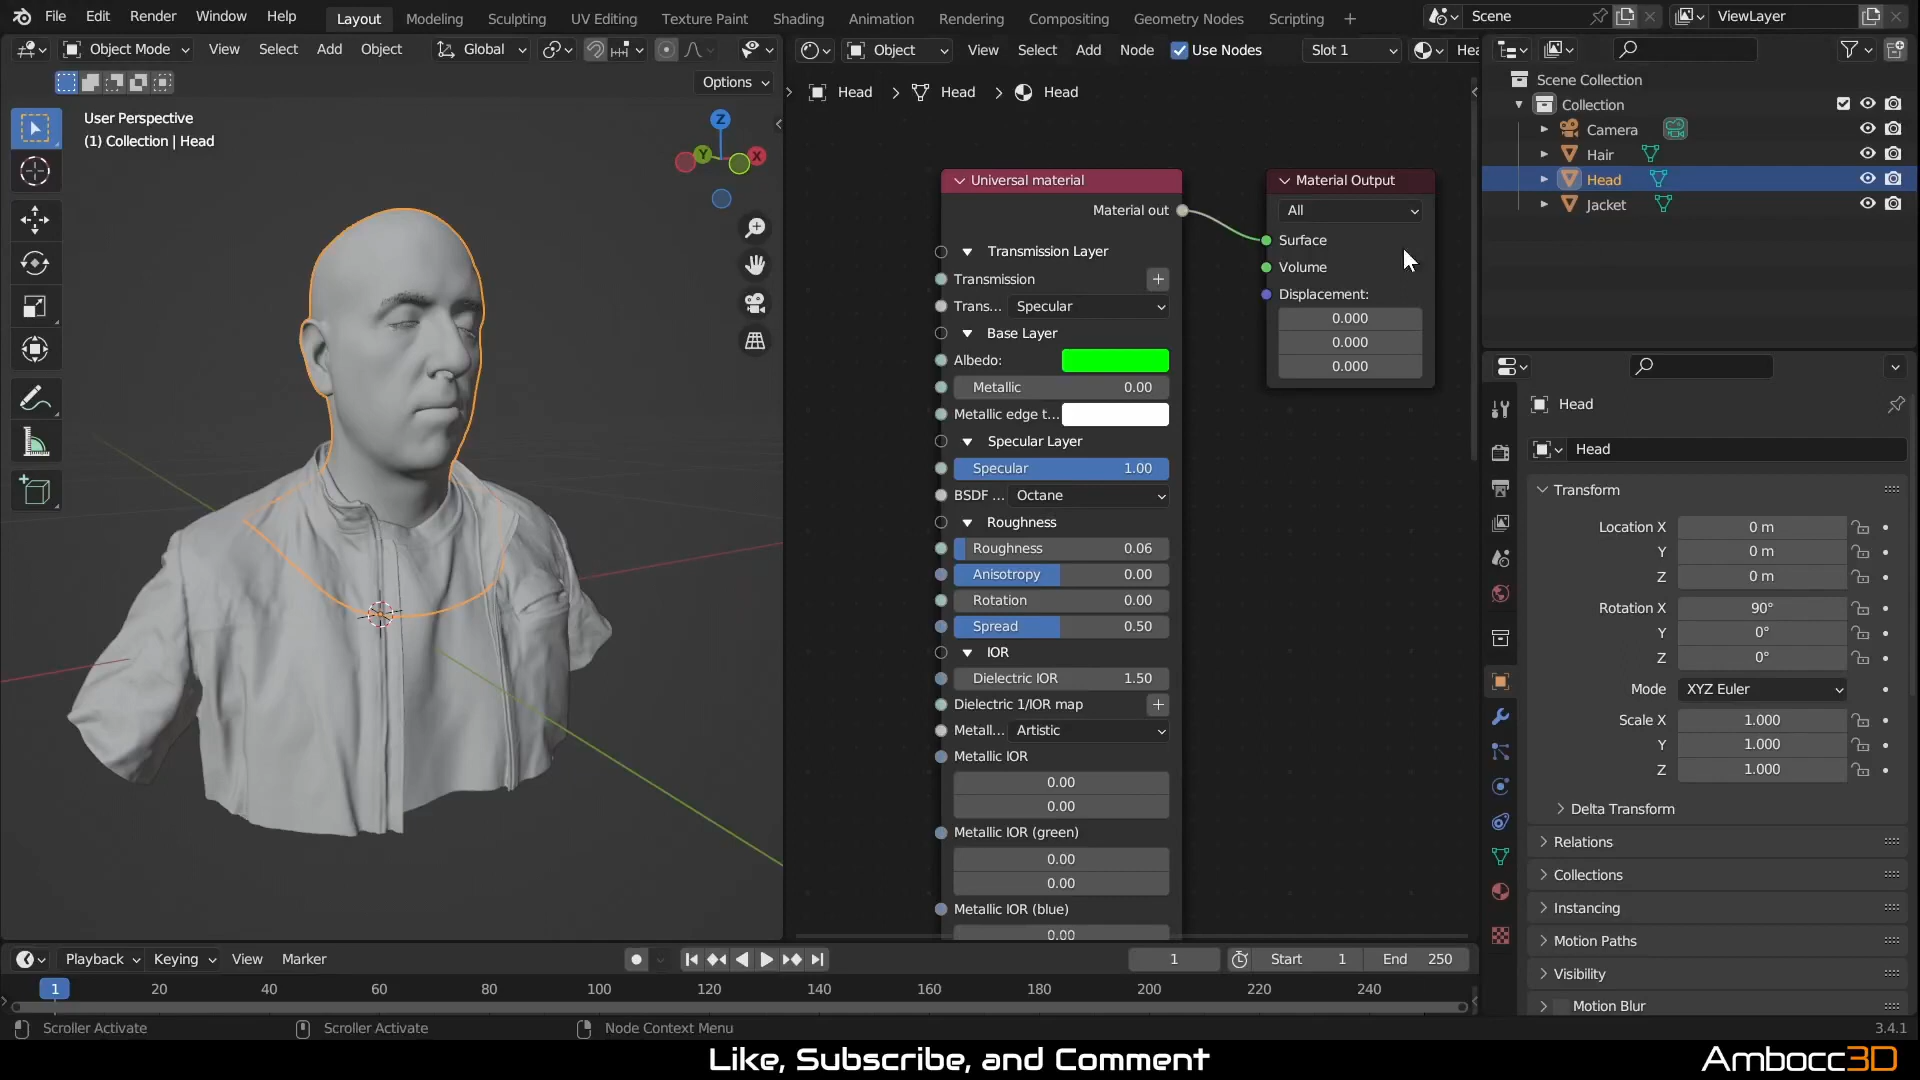 File Edit Render Window Help Layout Modeling Sculpting UV Editing Texture Paint Shading Animation Rendering Compositing Geometry Nodes Scripting Scene ViewLayer
Object Mode View Select Add Object Global
Options
User Perspective
(1) Collection | Head
Z
Y
X
Object View Select Add Node Use Nodes Slot 1 Hea
Head > Head > Head
Universal material
Material out
Transmission Layer
Transmission
Trans... Specular
Base Layer
Albedo:
Metallic 0.00
Metallic edge t...
Specular Layer
Specular 1.00
BSDF ... Octane
Roughness
Roughness 0.06
Anisotropy 0.00
Rotation 0.00
Spread 0.50
IOR
Dielectric IOR 1.50
Dielectric 1/IOR map
Metall... Artistic
Metallic IOR
0.00
0.00
Metallic IOR (green)
0.00
0.00
Metallic IOR (blue)
0.00
Material Output
All
Surface
Volume
Displacement:
0.000
0.000
0.000
Scene Collection
Collection
Camera
Hair
Head
Jacket
Head
Head
Transform
Location X 0 m
Y 0 m
Z 0 m
Rotation X 90°
Y 0°
Z 0°
Mode XYZ Euler
Scale X 1.000
Y 1.000
Z 1.000
Delta Transform
Relations
Collections
Instancing
Motion Paths
Visibility
Motion Blur
Playback Keying View Marker 1 Start 1 End 250
1 20 40 60 80 100 120 140 160 180 200 220 240
Scroller Activate Scroller Activate Node Context Menu 3.4.1
Like, Subscribe, and Comment
Ambocc3D